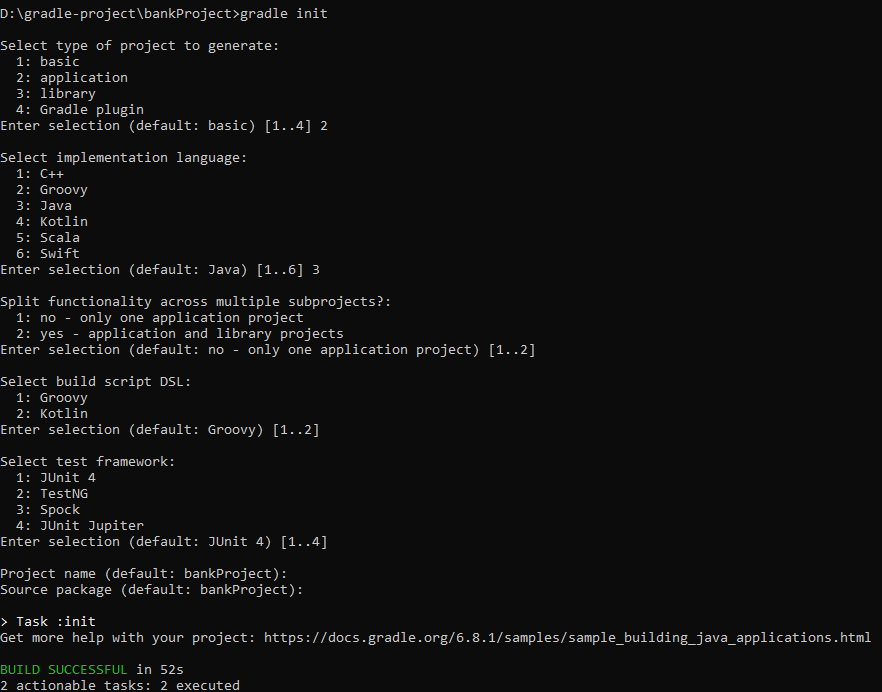 D:\gradle-project\bankProject>gradle init
Select type of project to generate:
1: basic
2: application
3: library
4: Gradle plugin
Enter selection (default: basic) [1..4] 2
Select implementation language:
1: C++
2: Groovy
3: Java
4: Kotlin
5: Scala
6: Swift
Enter selection (default: Java) [1..6] 3
Split functionality across multiple subprojects?:
1: no - only one application project
2: yes - application and library projects
Enter selection (default: no - only one application project) [1..2]
Select build script DSL:
1: Groovy
2: Kotlin
Enter selection (default: Groovy) [1..2]
Select test framework:
1: JUnit 4
2: TestNG
3: Spock
4: JUnit Jupiter
Enter selection (default: JUnit 4) [1..4]
Project name (default: bankProject):
Source package (default: bankProject):
> Task :init
Get more help with your project: https://docs.gradle.org/6.8.1/samples/sample_building_java_applications.html
BUILD SUCCESSFUL in 52s
2 actionable tasks: 2 executed